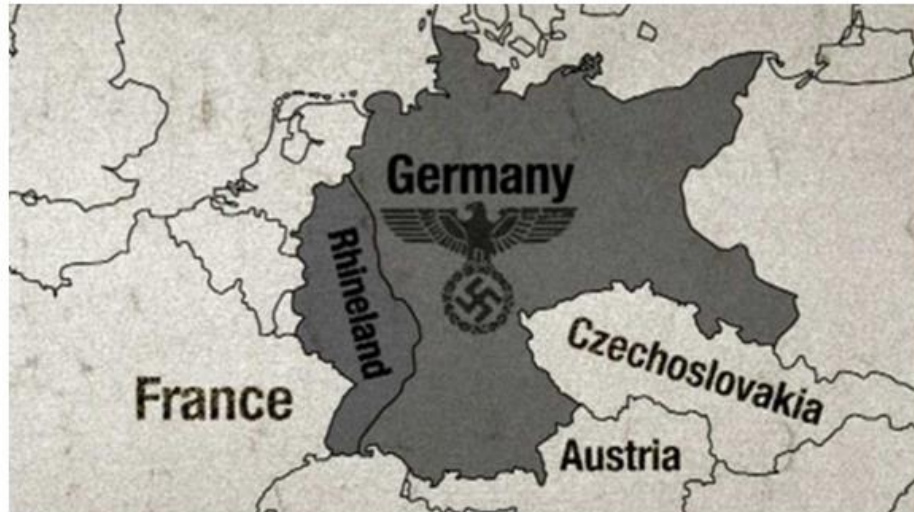 Germany
Rhineland
Czechoslovakia
France
Austria